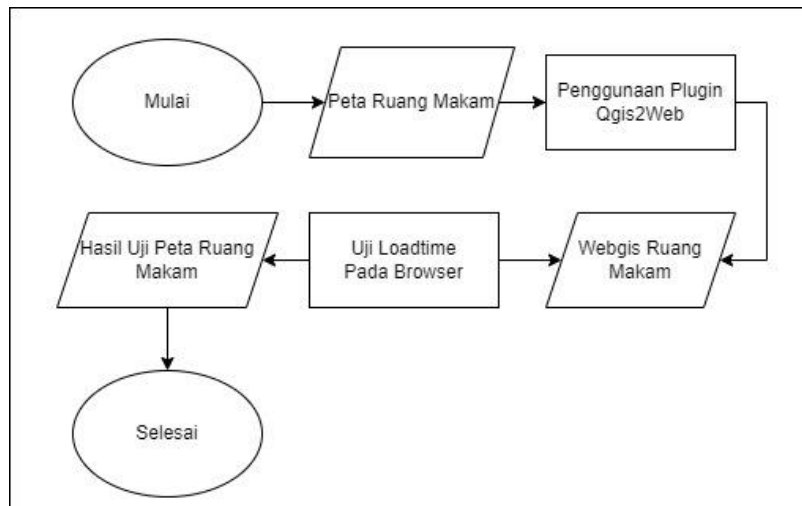 Mulai
Peta Ruang Makam
Penggunaan Plugin
Qgis2Web
Webgis Ruang
Makam
Uji Loadtime
Pada Browser
Hasil Uji Peta Ruang
Makam
Selesai